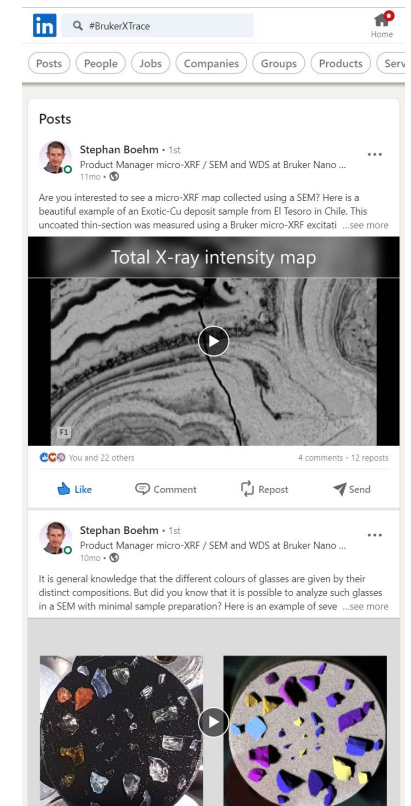 in
#BrukerXTrace
Home
Posts
People
Jobs
Companies
Groups
Products
Serv
Posts
Stephan Boehm • 1st
Product Manager micro-XRF / SEM and WDS at Bruker Nano ...
11mo •
Are you interested to see a micro-XRF map collected using a SEM? Here is a
beautiful example of an Exotic-Cu deposit sample from El Tesoro in Chile. This
uncoated thin-section was measured using a Bruker micro-XRF excitati ...see more
Total X-ray intensity map
F1
You and 22 others
4 comments • 12 reposts
Like
Comment
Repost
Send
Stephan Boehm • 1st
Product Manager micro-XRF / SEM and WDS at Bruker Nano ...
10mo •
It is general knowledge that the different colours of glasses are given by their
distinct compositions. But did you know that it is possible to analyze such glasses
in a SEM with minimal sample preparation? Here is an example of seve ...see more